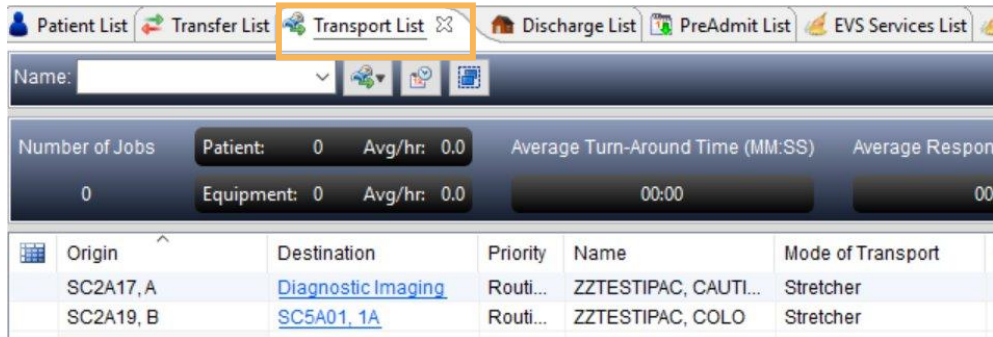 Patient List Transfer List Transport List Discharge List PreAdmit List EVS Services List
Name:
Number of Jobs Patient: 0 Avg/hr: 0.0 Average Turn-Around Time (MM:SS) Average Respon
0 Equipment: 0 Avg/hr: 0.0 00:00 00
Origin Destination Priority Name Mode of Transport
SC2A17, A Diagnostic Imaging Routi... ZZTESTIPAC, CAUTI... Stretcher
SC2A19, B SC5A01, 1A Routi... ZZTESTIPAC, COLO Stretcher